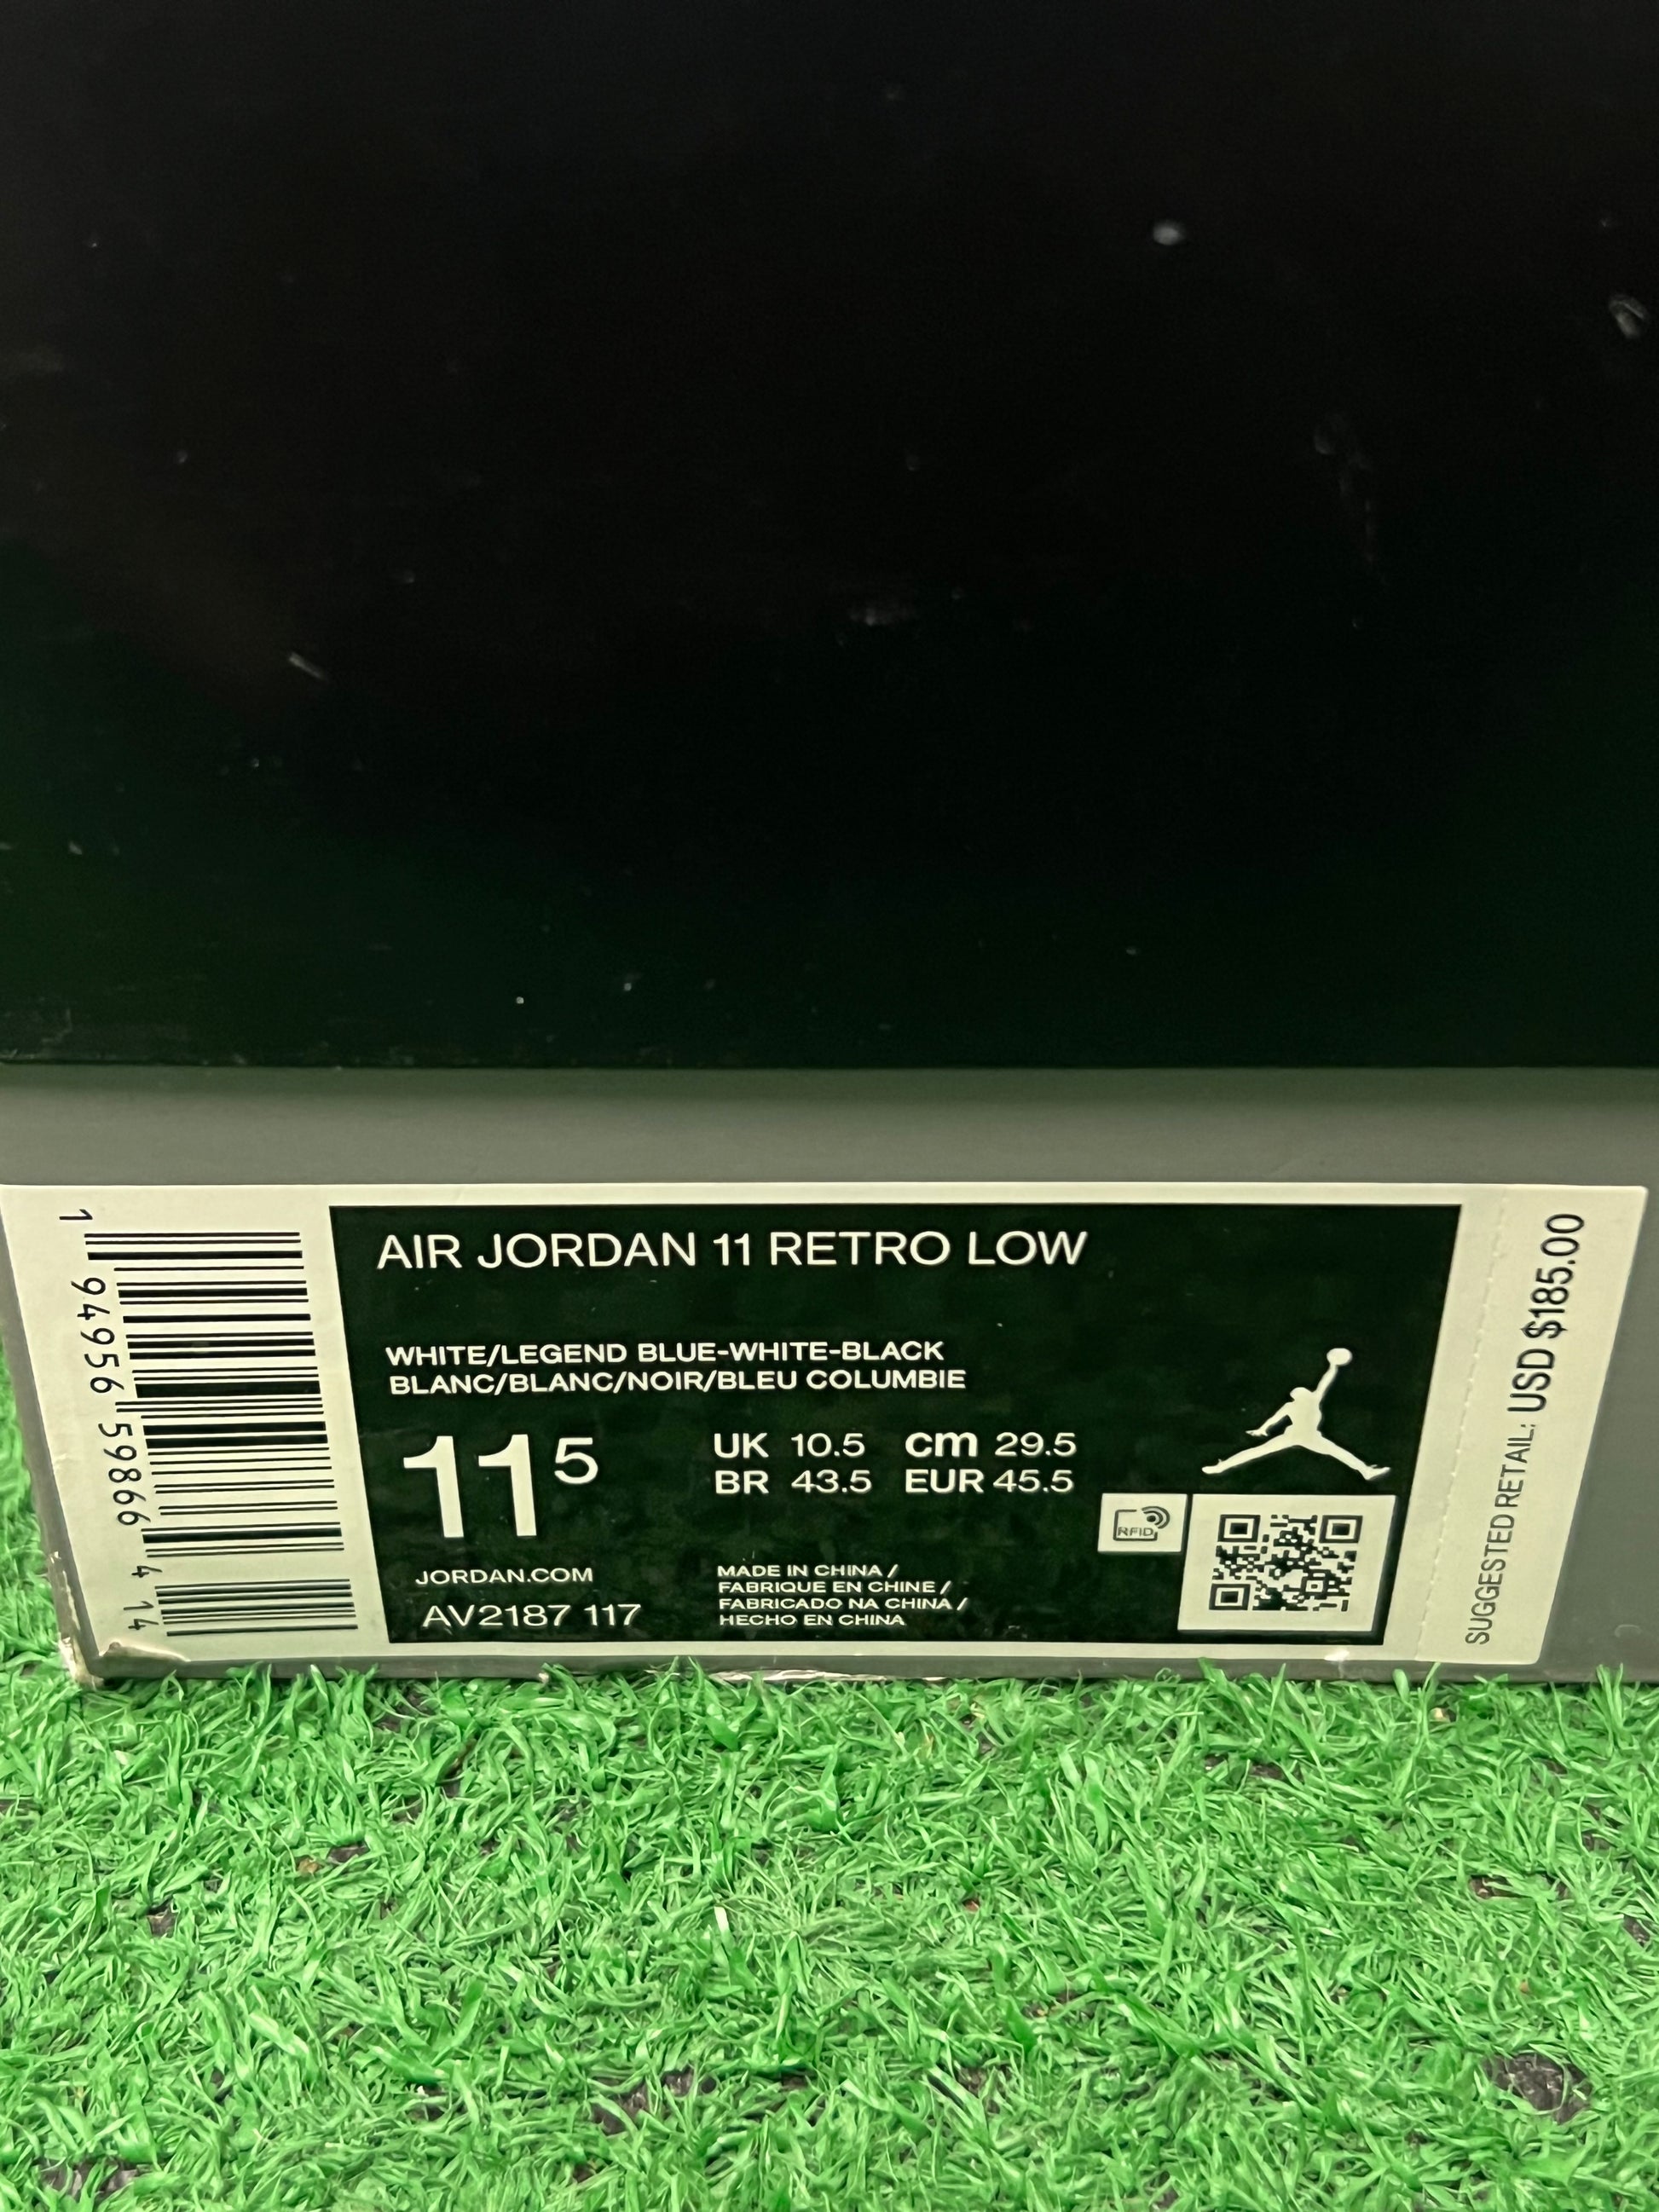 1 94956 59866 4 14
AIR JORDAN 11 RETRO LOW
WHITE/LEGEND BLUE-WHITE-BLACK
BLANC/BLANC/NOIR/BLEU COLUMBIE
11 5
UK 10.5 cm 29.5
BR 43.5 EUR 45.5
RFID
JORDAN.COM
AV2187 117
MADE IN CHINA /
FABRIQUE EN CHINE /
FABRICADO NA CHINA /
HECHO EN CHINA
SUGGESTED RETAIL: USD $185.00